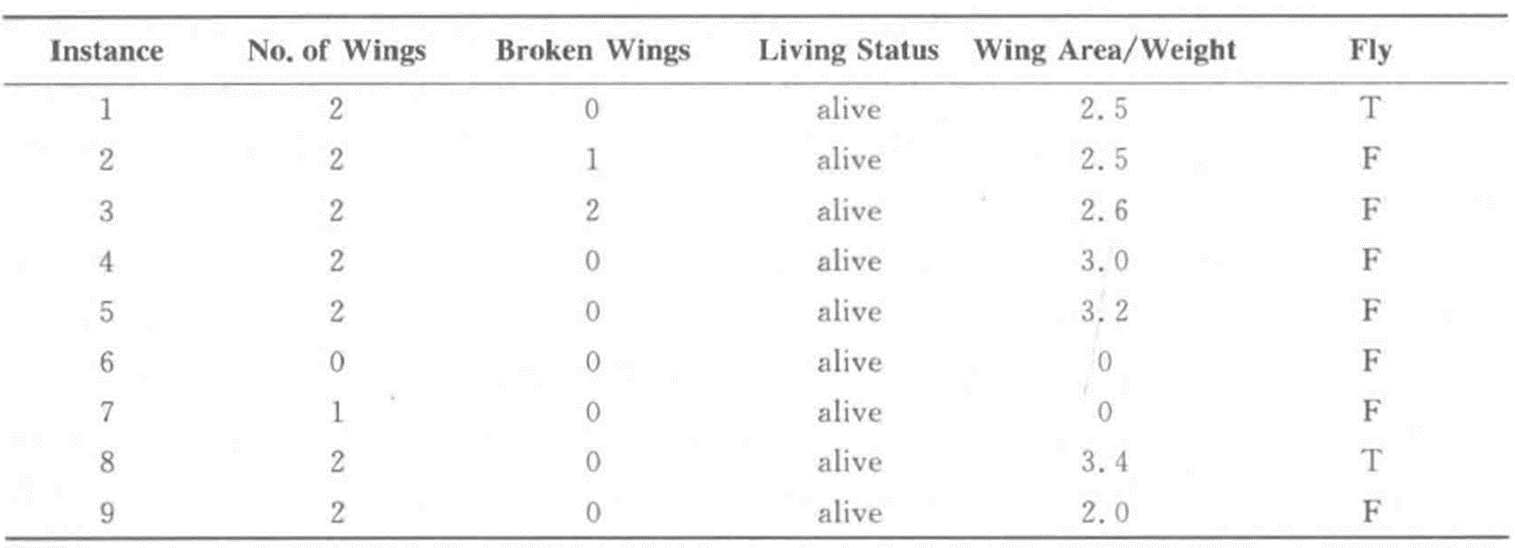 Instance No. of Wings Broken Wings Living Status Wing Area/Weight Fly
1 2 0 alive 2.5 T
2 2 1 alive 2.5 F
3 2 2 alive 2.6 F
4 2 0 alive 3.0 F
5 2 0 alive 3.2 F
6 0 0 alive 0 F
7 1 0 alive 0 F
8 2 0 alive 3.4 T
9 2 0 alive 2.0 F